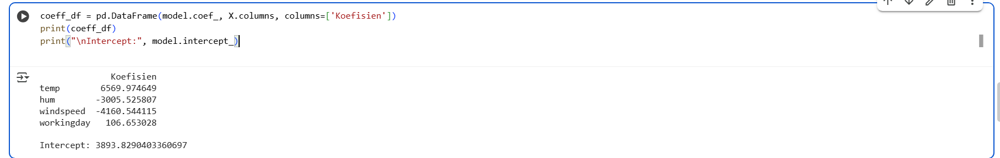 coeff_df = pd.DataFrame(model.coef_, X.columns, columns=['Koefisien'])
print(coeff_df)
print("\nIntercept:", model.intercept_)
Koefisien
temp 6569.974649
hum -3005.525807
windspeed -4160.544115
workingday 106.653028
Intercept: 3893.8290403360697